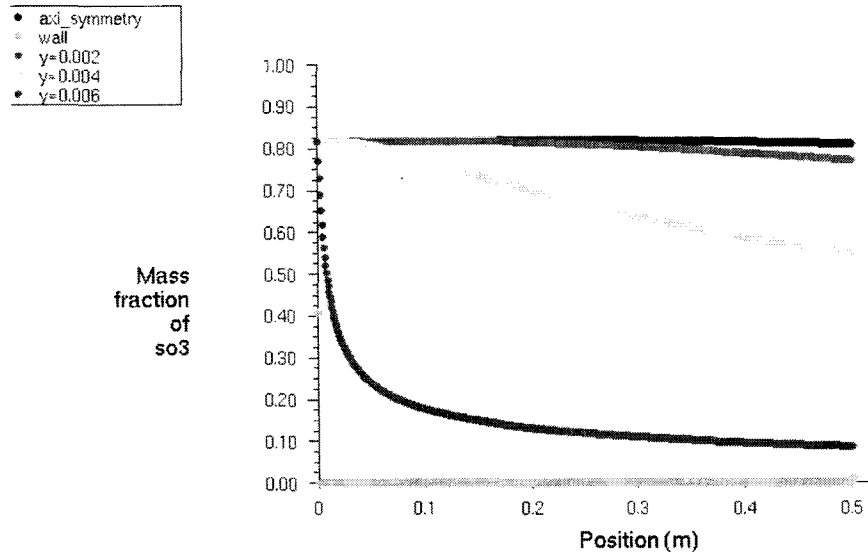 axi_symmetry
wall
y=0.002
y=0.004
y=0.006
1.00
0.90
0.80
0.70
0.60
0.50
0.40
0.30
0.20
0.10
0.00
Mass
fraction
of
so3
0 0.1 0.2 0.3 0.4 0.5
Position (m)